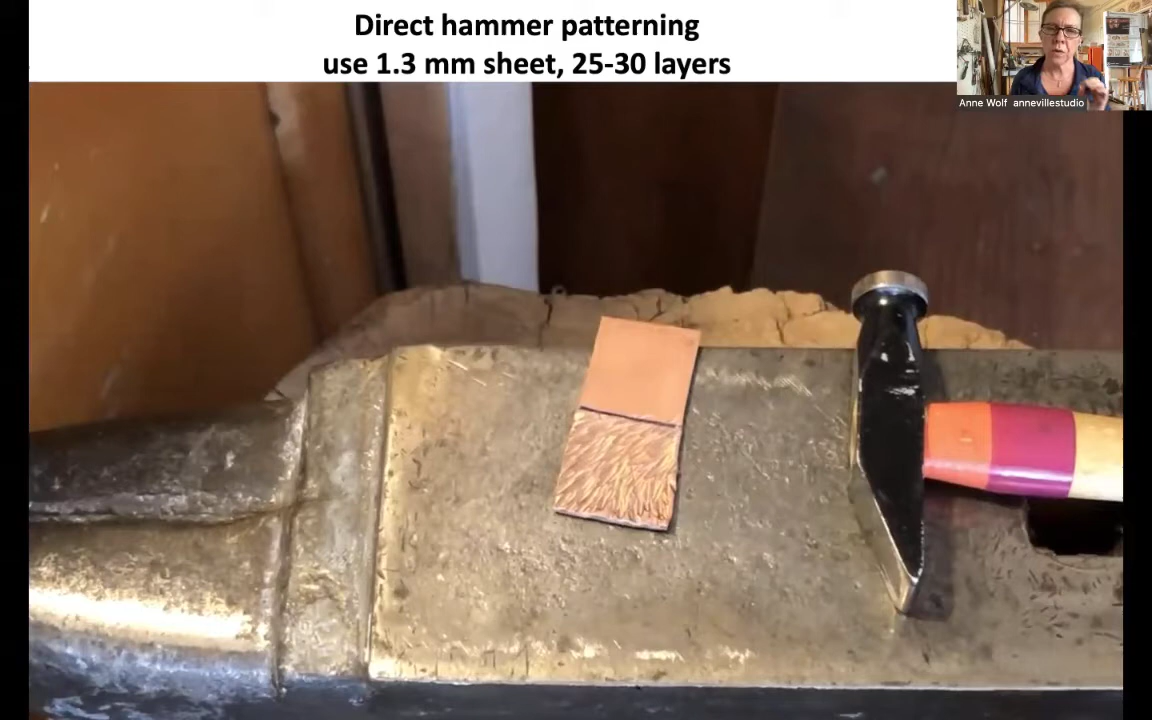 Direct hammer patterning
use 1.3 mm sheet, 25-30 layers
Anne Wolf annevillestudio